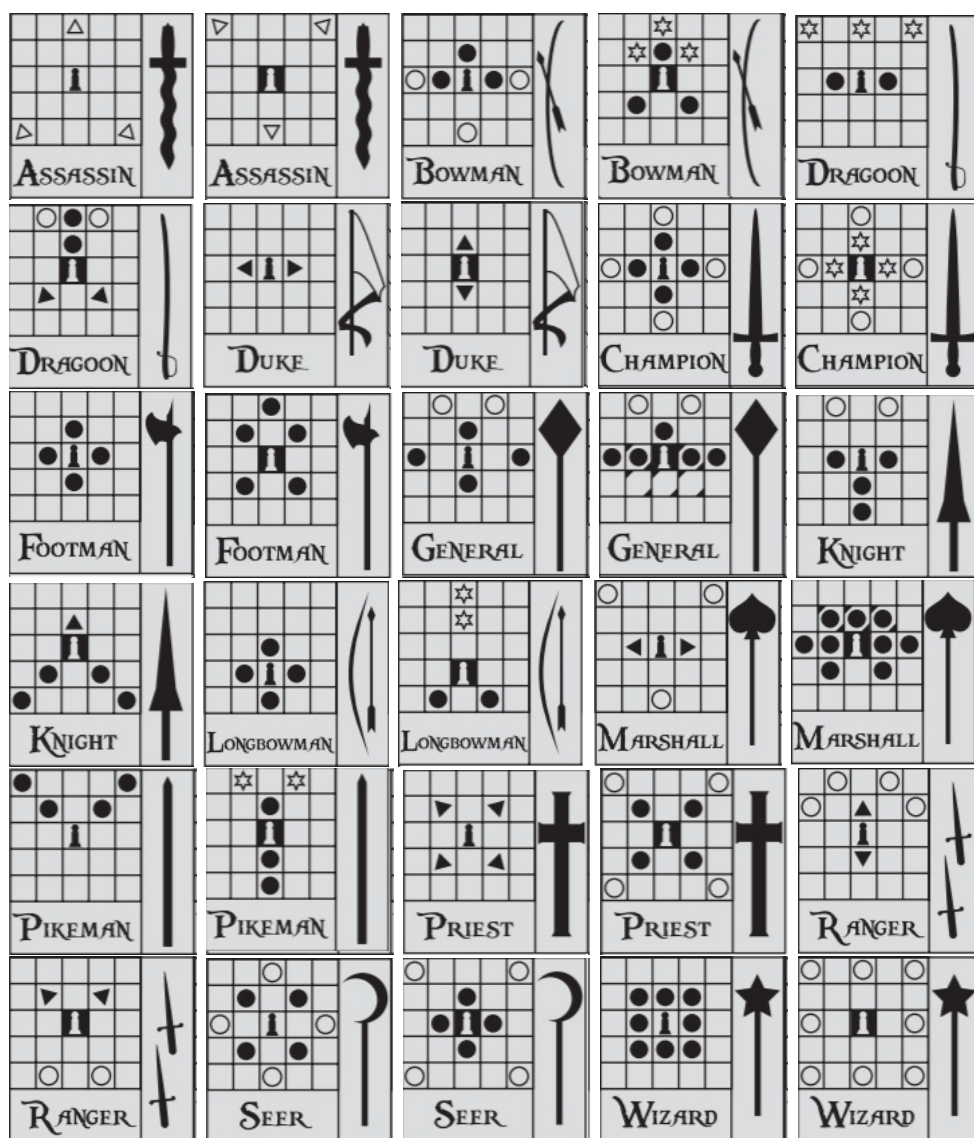 ASSASSIN
ASSASSIN
BOWMAN
BOWMAN
DRAGOON
DRAGOON
DUKE
DUKE
CHAMPION
CHAMPION
FOOTMAN
FOOTMAN
GENERAL
GENERAL
KNIGHT
KNIGHT
LONGBOWMAN
LONGBOWMAN
MARSHALL
MARSHALL
PIKEMAN
PIKEMAN
PRIEST
PRIEST
RANGER
RANGER
SEER
SEER
WIZARD
WIZARD